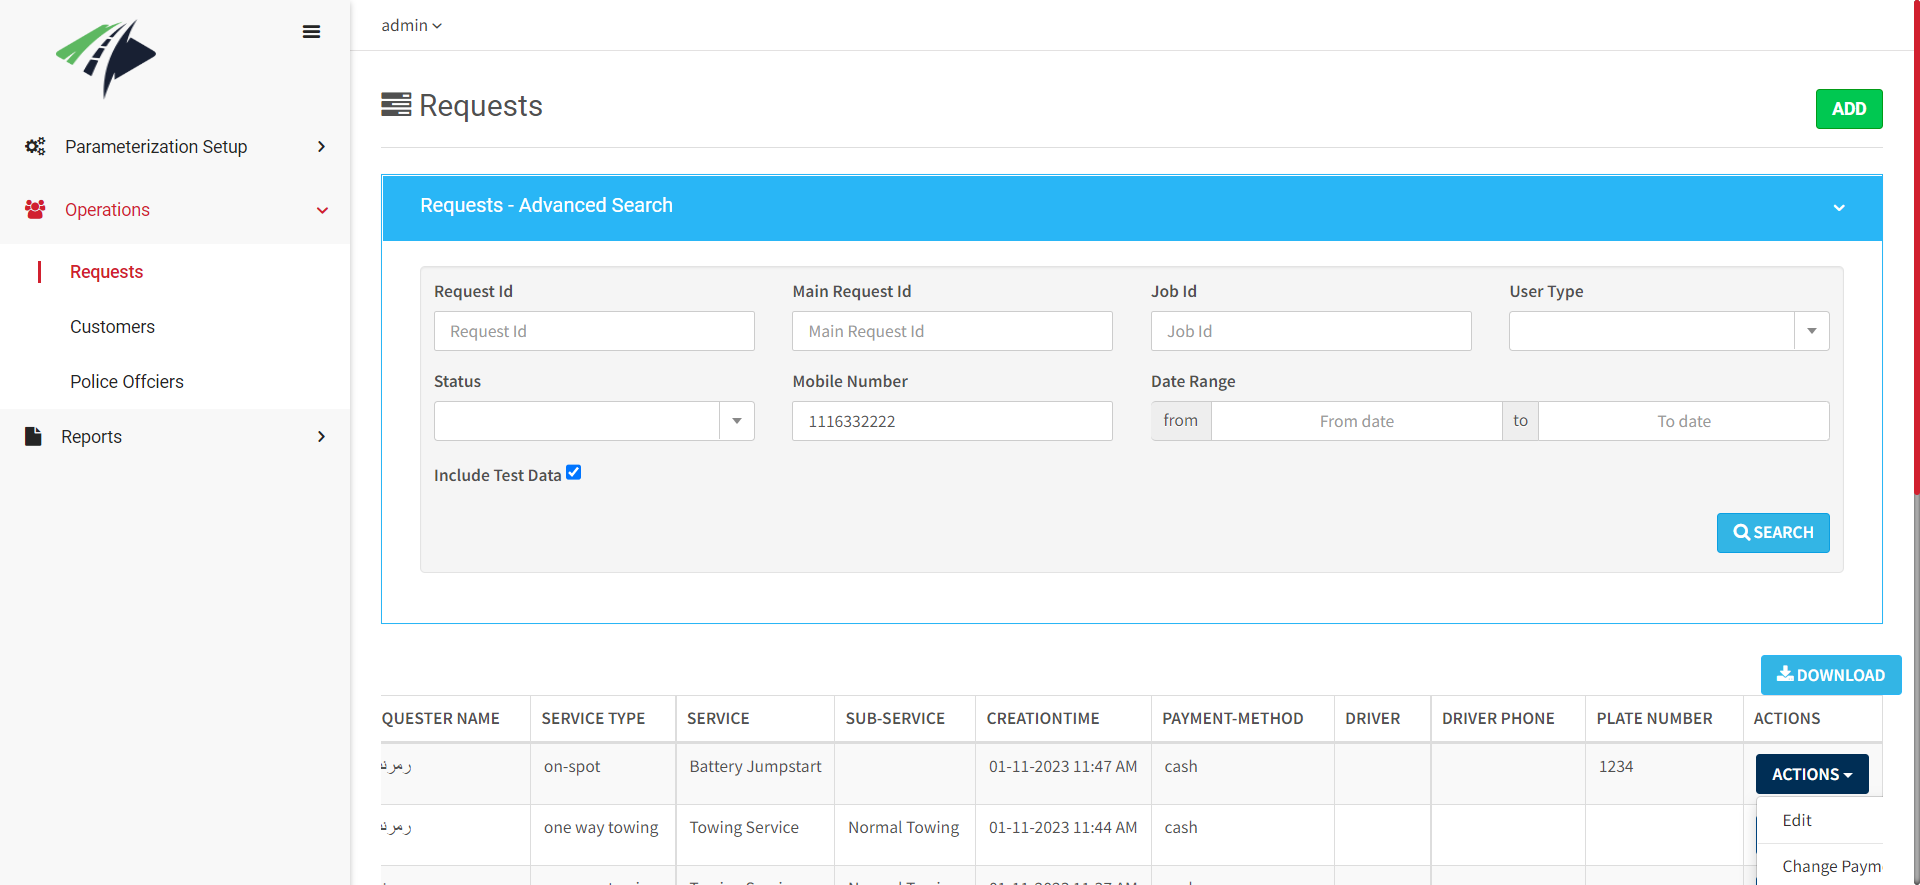 admin
Requests
ADD
Parameterization Setup
Operations
Requests
Customers
Police Offciers
Reports
Requests - Advanced Search
Request Id
Main Request Id
Job Id
User Type
Request Id
Main Request Id
Job Id
Status
Mobile Number
Date Range
1116332222
from
From date
to
To date
Include Test Data
SEARCH
DOWNLOAD
QUESTER NAME SERVICE TYPE SERVICE SUB-SERVICE CREATIONTIME PAYMENT-METHOD DRIVER DRIVER PHONE PLATE NUMBER ACTIONS
on-spot Battery Jumpstart 01-11-2023 11:47 AM cash 1234 ACTIONS
one way towing Towing Service Normal Towing 01-11-2023 11:44 AM cash
Edit
Change Paym